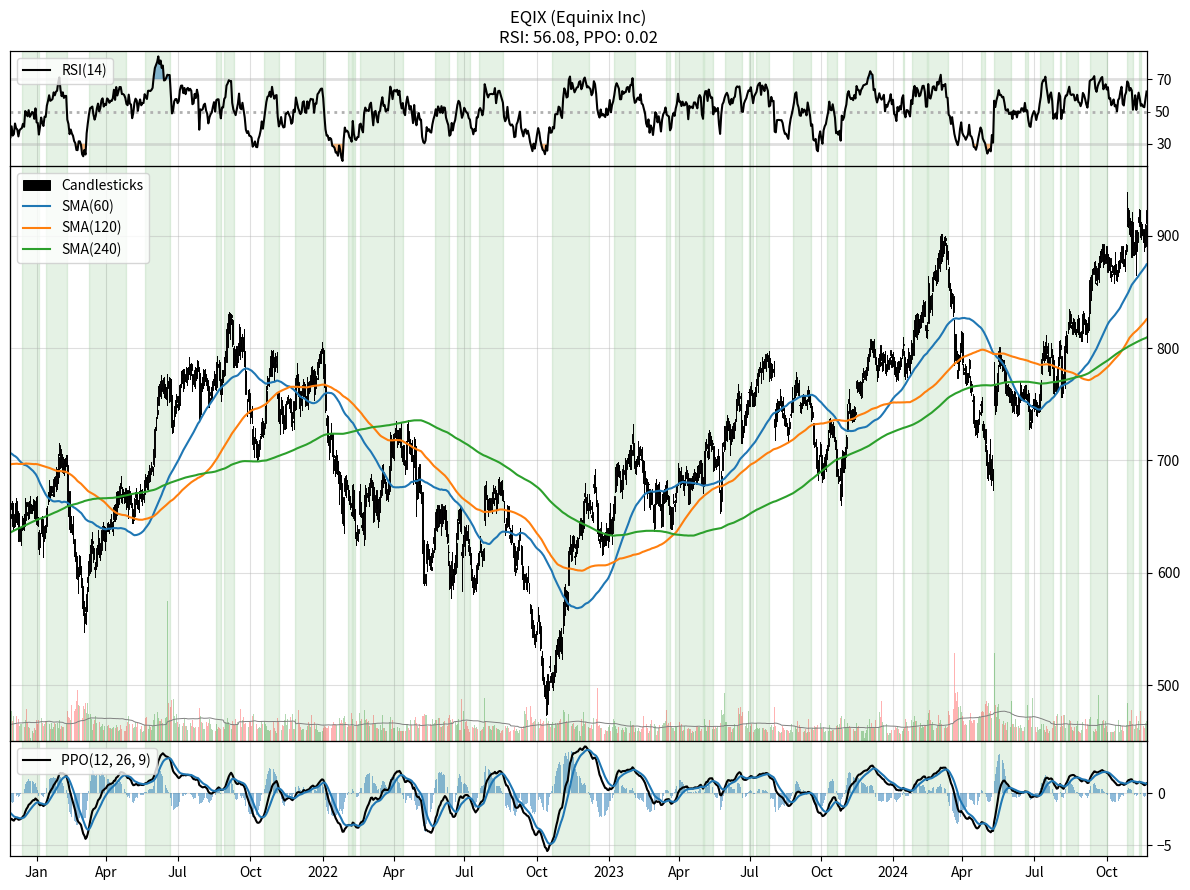 EQIX (Equinix Inc)
RSI: 56.08, PPO: 0.02
RSI(14)
70
50
30
Candlesticks
SMA(60)
SMA(120)
SMA(240)
900
800
700
600
500
PPO(12, 26, 9)
0
−5
Jan Apr Jul Oct 2022 Apr Jul Oct 2023 Apr Jul Oct 2024 Apr Jul Oct